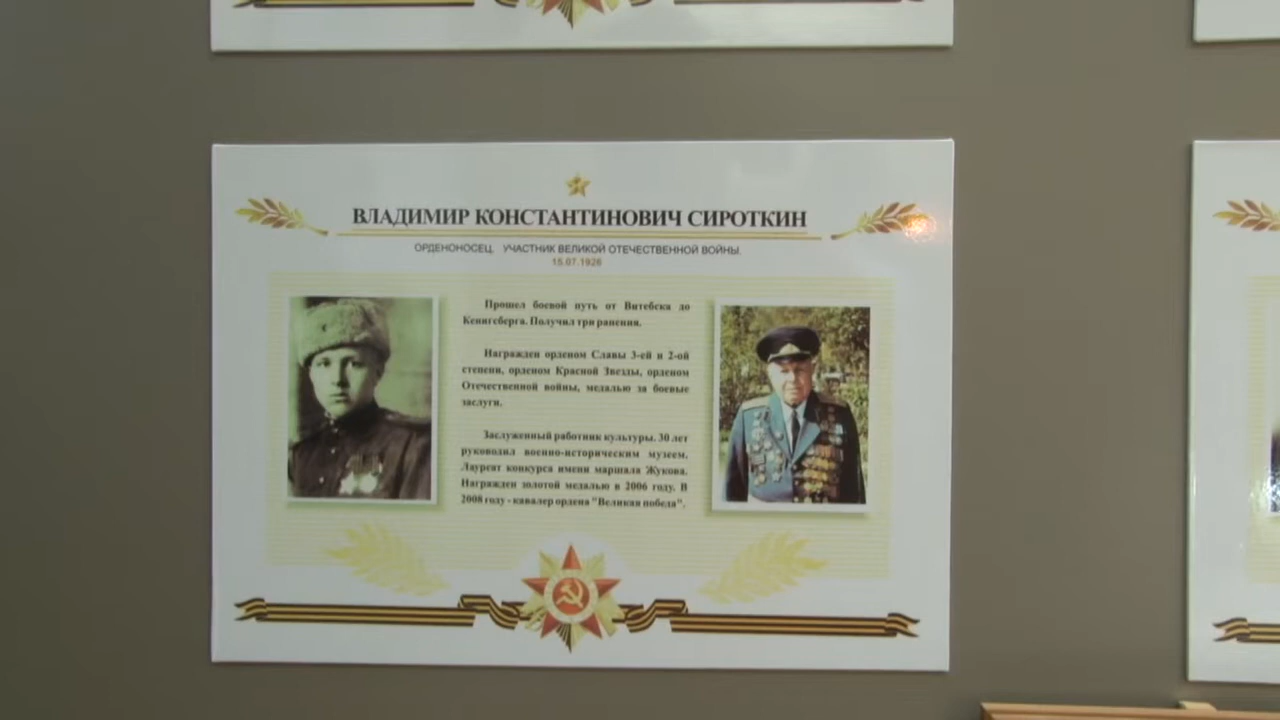 ВЛАДИМИР КОНСТАНТИНОВИЧ СИРОТКИН
ОРДЕНОНОСЕЦ, УЧАСТНИК ВЕЛИКОЙ ОТЕЧЕСТВЕННОЙ ВОЙНЫ.
15.07.1926
Прошел боевой путь от Витебска до
Кенигсберга. Получил три ранения.
Награжден орденом Славы 3-ей и 2-ой
степени, орденом Красной Звезды, орденом
Отечественной войны, медалью за боевые
заслуги.
Заслуженный работник культуры. 30 лет
руководил военно-историческим музеем.
Лауреат конкурса имени маршала Жукова.
Награжден золотой медалью в 2006 году. В
2008 году - кавалер ордена "Великая победа".